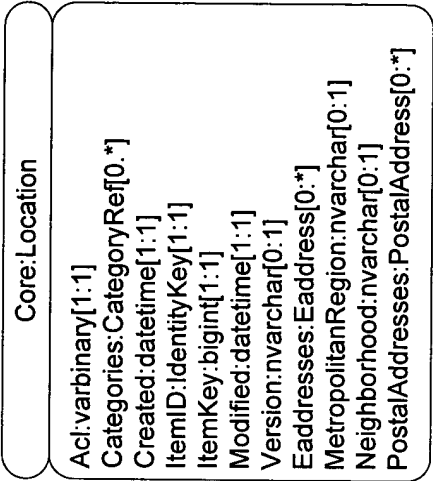 Core:Location
Acl:varbinary[1:1]
Categories:CategoryRef[0.*]
Created:datetime[1:1]
ItemID:IdentityKey[1:1]
ItemKey:bigint[1:1]
Modified:datetime[1:1]
Version:nvarchar[0:1]
Eaddresses:Eaddress[0:*]
MetropolitanRegion:nvarchar[0:1]
Neighborhood:nvarchar[0:1]
PostalAddresses:PostalAddress[0:*]